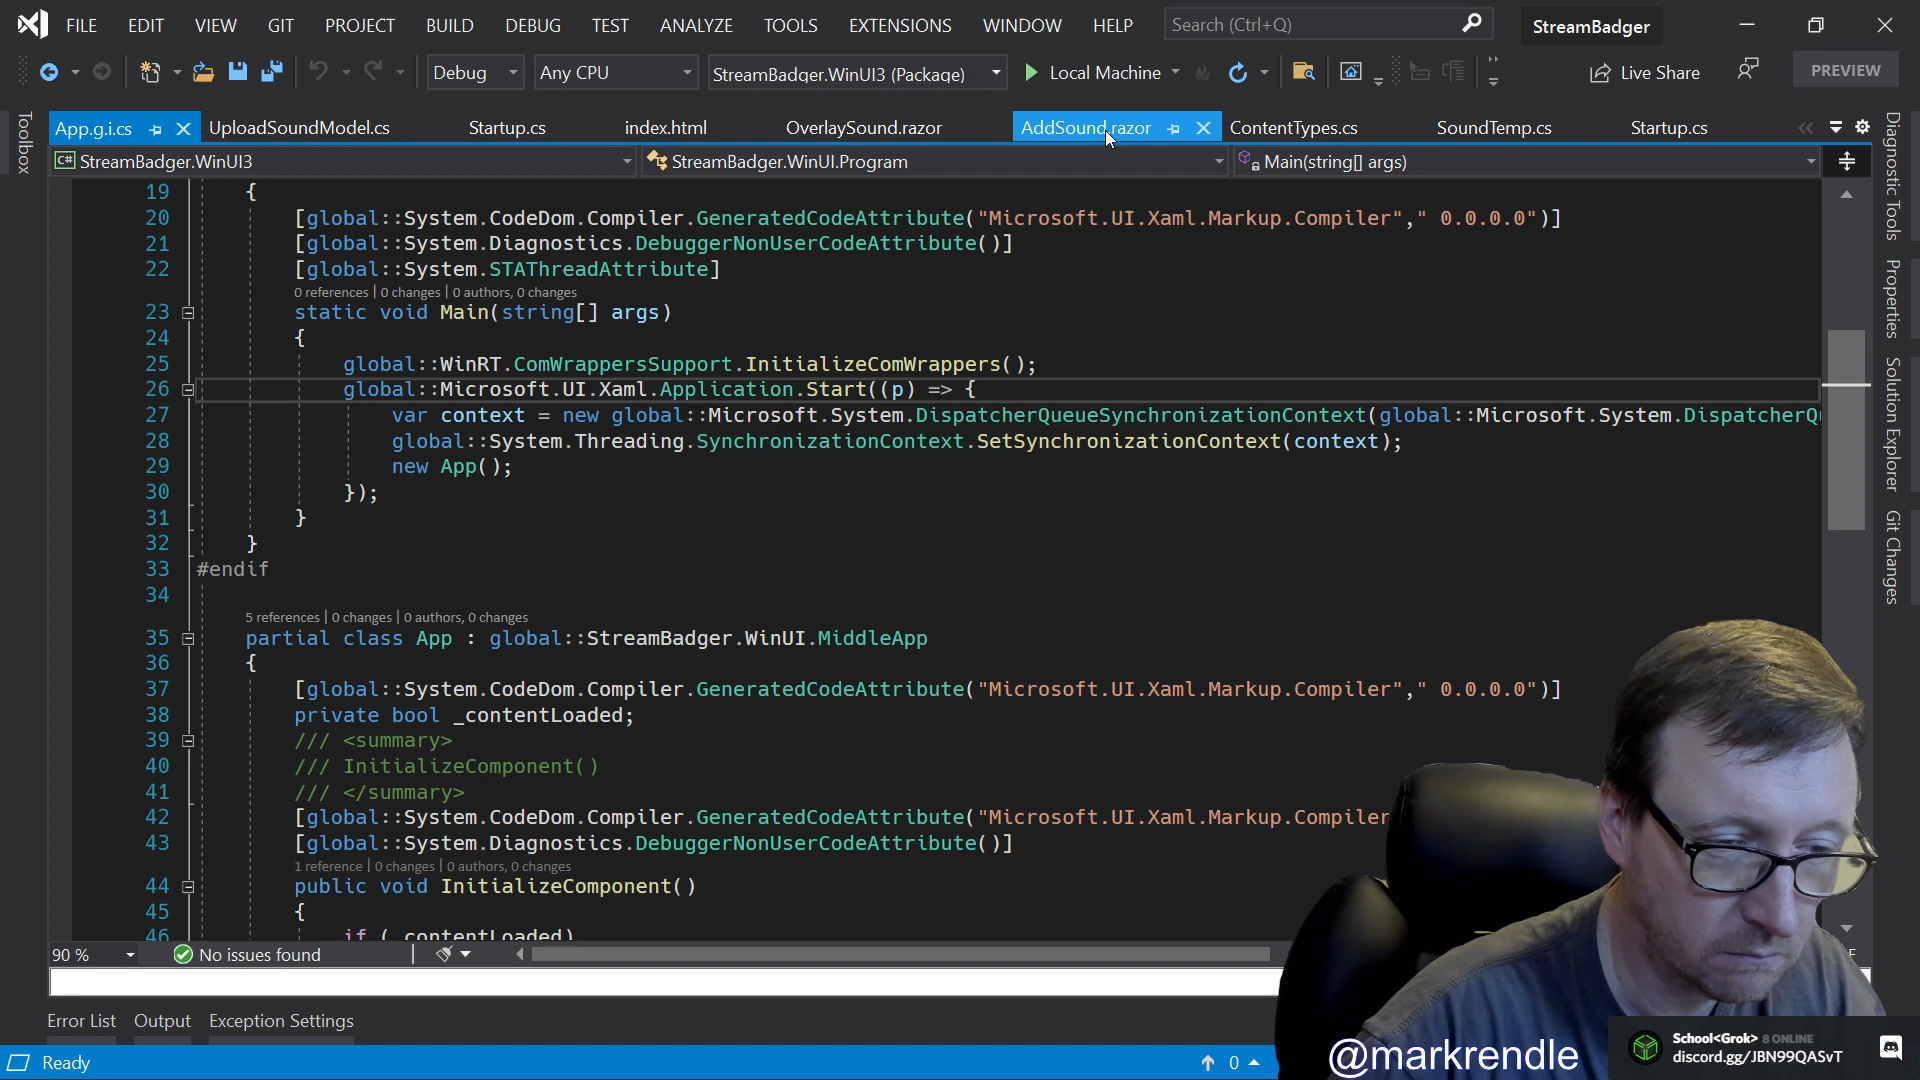 FILE EDIT VIEW GIT PROJECT BUILD DEBUG TEST ANALYZE TOOLS EXTENSIONS WINDOW HELP Search (Ctrl+Q) StreamBadger
Debug Any CPU StreamBadger.WinUI3 (Package) Local Machine Live Share PREVIEW
App.g.i.cs UploadSoundModel.cs Startup.cs index.html OverlaySound.razor AddSound.razor ContentTypes.cs SoundTemp.cs Startup.cs
C# StreamBadger.WinUI3 StreamBadger.WinUI.Program Main(string[] args)
19 {
20 [global::System.CodeDom.Compiler.GeneratedCodeAttribute("Microsoft.UI.Xaml.Markup.Compiler"," 0.0.0.0")]
21 [global::System.Diagnostics.DebuggerNonUserCodeAttribute()]
22 [global::System.STAThreadAttribute]
0 references | 0 changes | 0 authors, 0 changes
23 static void Main(string[] args)
24 {
25 global::WinRT.ComWrappersSupport.InitializeComWrappers();
26 global::Microsoft.UI.Xaml.Application.Start((p) => {
27 var context = new global::Microsoft.System.DispatcherQueueSynchronizationContext(global::Microsoft.System.DispatcherQu
28 global::System.Threading.SynchronizationContext.SetSynchronizationContext(context);
29 new App();
30 });
31 }
32 }
33 #endif
34
5 references | 0 changes | 0 authors, 0 changes
35 partial class App : global::StreamBadger.WinUI.MiddleApp
36 {
37 [global::System.CodeDom.Compiler.GeneratedCodeAttribute("Microsoft.UI.Xaml.Markup.Compiler"," 0.0.0.0")]
38 private bool _contentLoaded;
39 /// <summary>
40 /// InitializeComponent()
41 /// </summary>
42 [global::System.CodeDom.Compiler.GeneratedCodeAttribute("Microsoft.UI.Xaml.Markup.Compiler
43 [global::System.Diagnostics.DebuggerNonUserCodeAttribute()]
1 reference | 0 changes | 0 authors, 0 changes
44 public void InitializeComponent()
45 {
46 if (_contentLoaded)
90 % No issues found
Error List Output Exception Settings
Ready 0
Toolbox
Diagnostic Tools
Properties
Solution Explorer
Git Changes
@markrendle
School<Grok> 8 ONLINE
discord.gg/JBN99QASvT